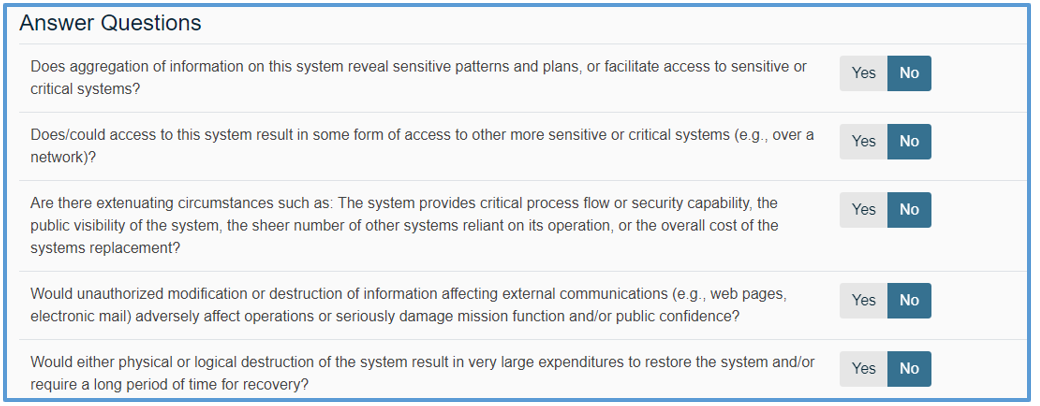 Answer Questions
Does aggregation of information on this system reveal sensitive patterns and plans, or facilitate access to sensitive or
critical systems?
Yes No
Does/could access to this system result in some form of access to other more sensitive or critical systems (e.g., over a
network)?
Yes No
Are there extenuating circumstances such as: The system provides critical process flow or security capability, the
public visibility of the system, the sheer number of other systems reliant on its operation, or the overall cost of the
systems replacement?
Yes No
Would unauthorized modification or destruction of information affecting external communications (e.g., web pages,
electronic mail) adversely affect operations or seriously damage mission function and/or public confidence?
Yes No
Would either physical or logical destruction of the system result in very large expenditures to restore the system and/or
require a long period of time for recovery?
Yes No